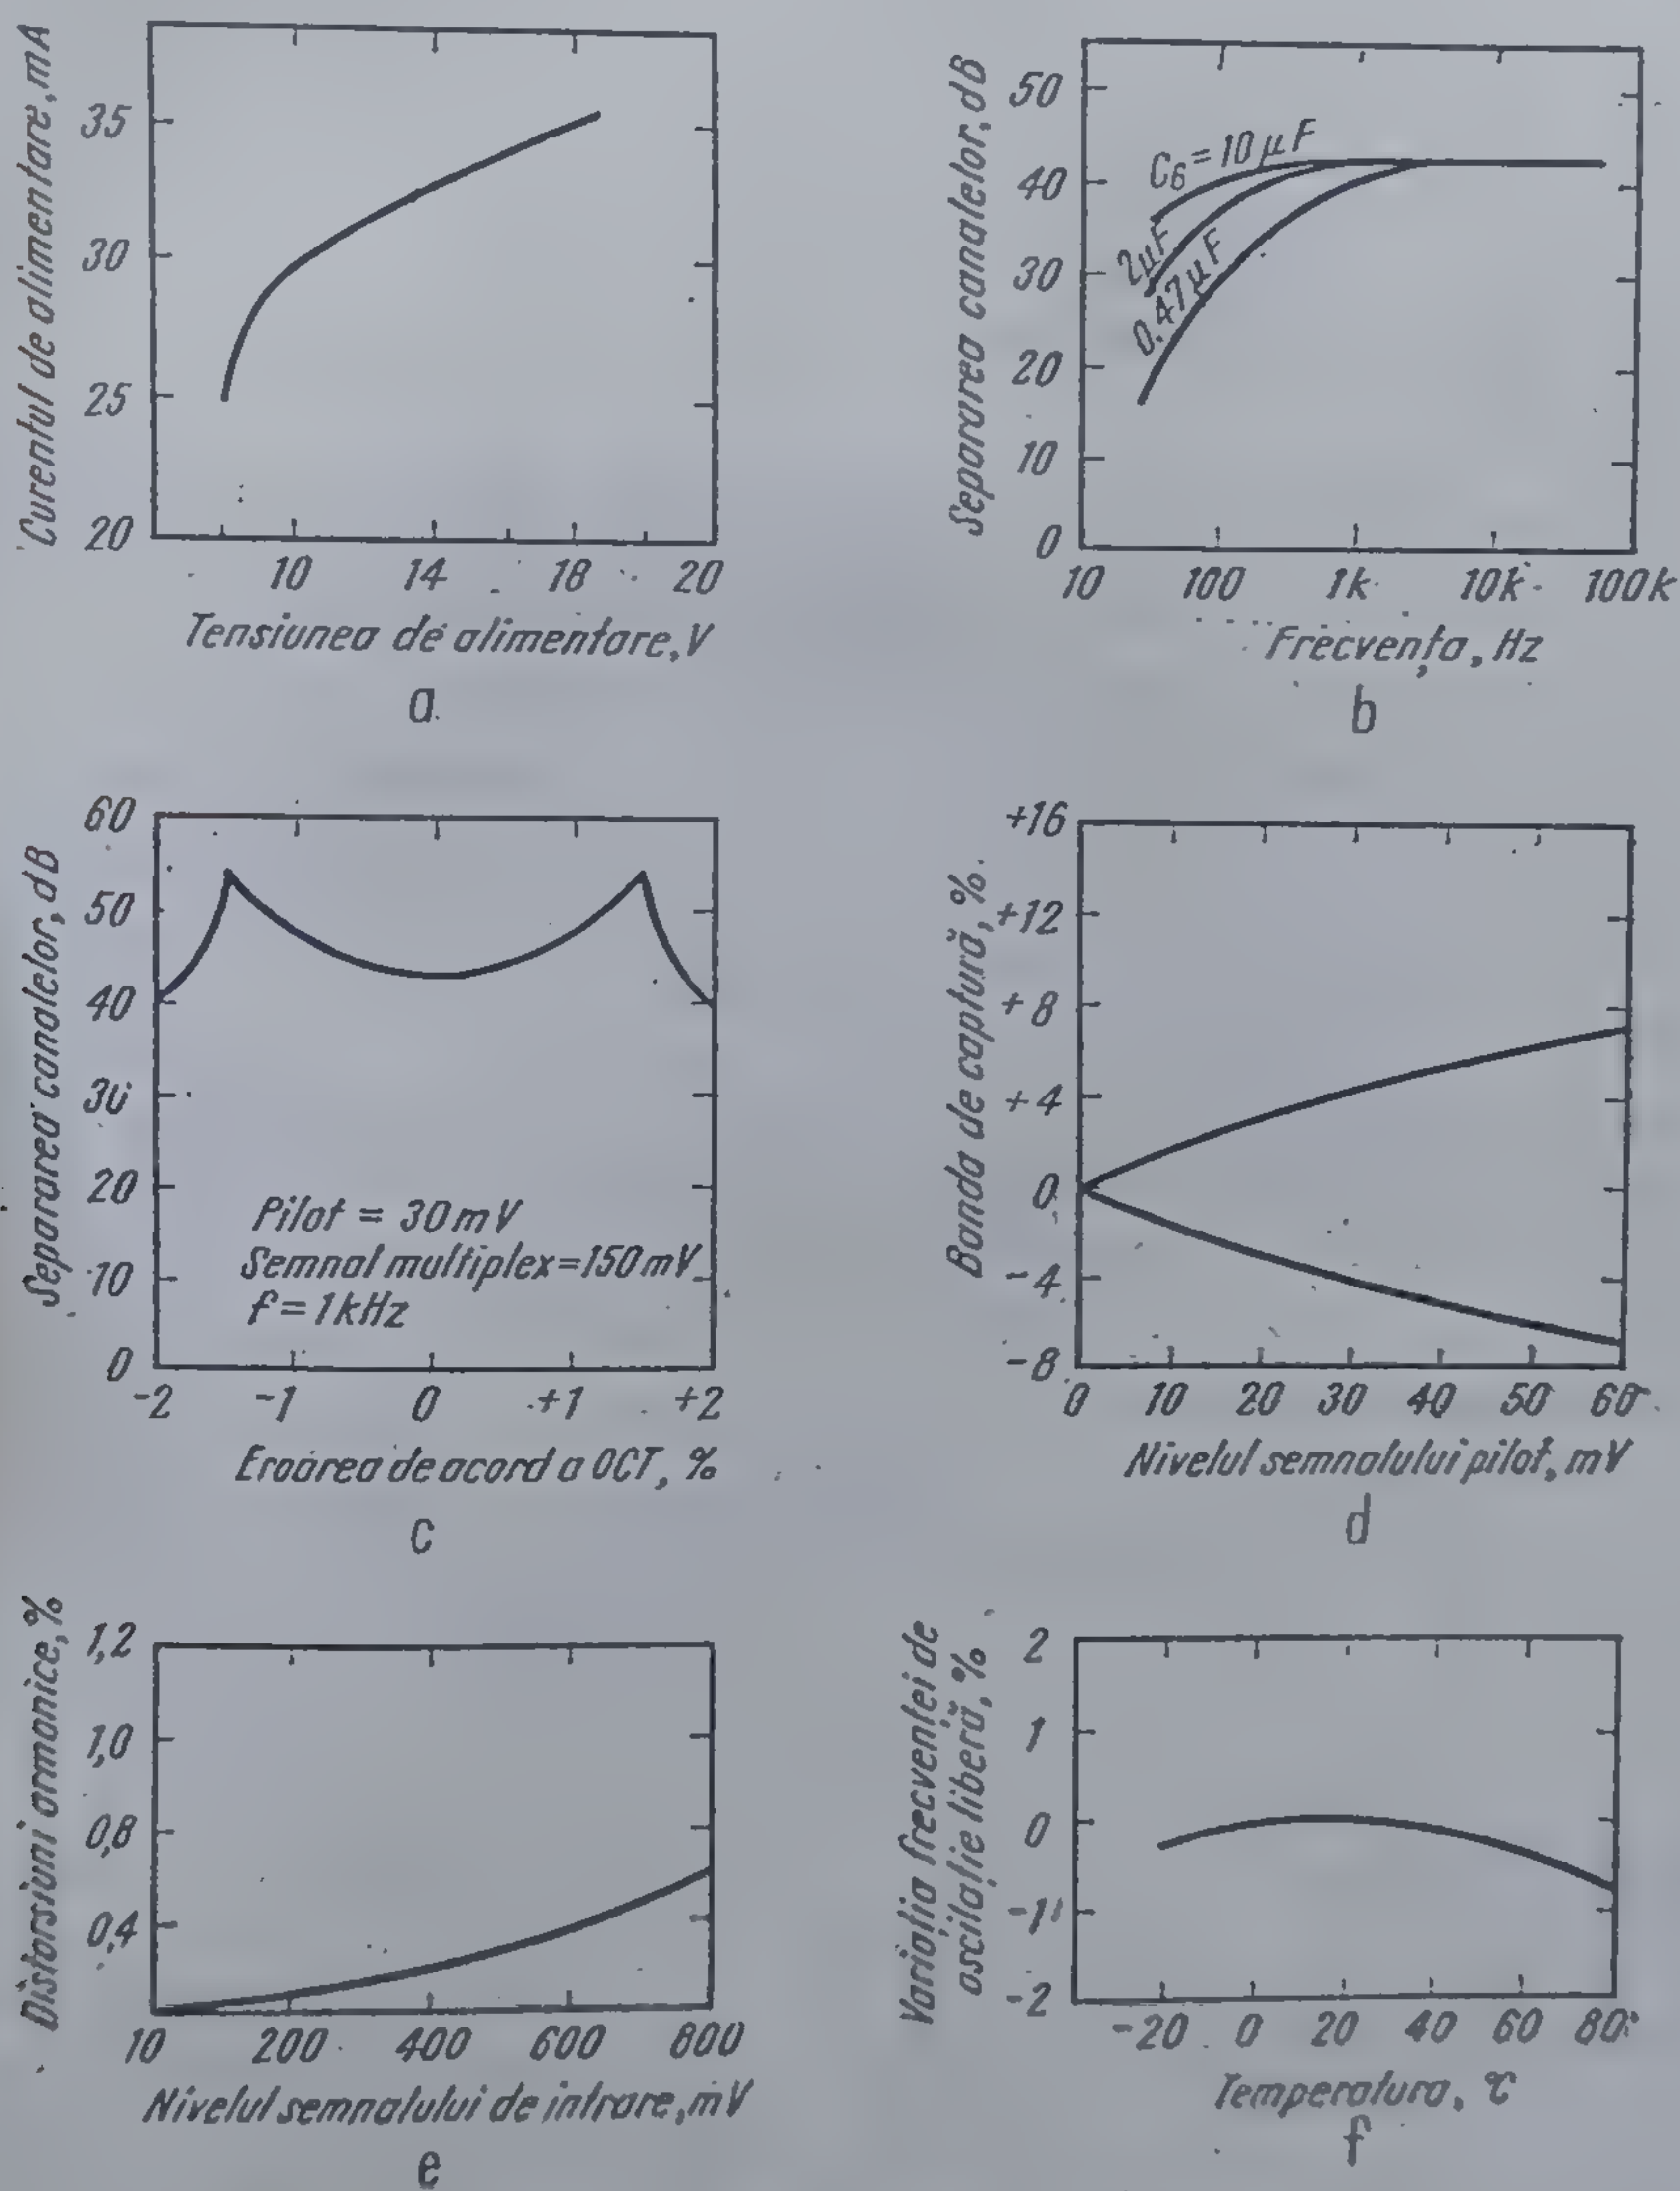 Curentul de alimentare, mA
35
30
25
20
10 14 18 20
Tensiunea de alimentare, V
a
Separarea canalelor, dB
50
40
30
20
10
0
C6 = 10 µF
2µF
0,47µF
10 100 1k 10k 100k
Frecvența, Hz
b
Separarea canalelor, dB
60
50
40
30
20
10
0
Pilot = 30 mV
Semnal multiplex = 150 mV
f = 1 kHz
-2 -1 0 +1 +2
Eroarea de acord a OCT, %
c
Banda de captură, %
+16
+12
+8
+4
0
-4
-8
0 10 20 30 40 50 60
Nivelul semnalului pilot, mV
d
Distorsiuni armonice, %
1,2
1,0
0,8
0,4
10 200 400 600 800
Nivelul semnalului de intrare, mV
e
Variația frecvenței de
oscilație liberă, %
2
1
0
-1
-2
-20 0 20 40 60 80
Temperatura, °C
f